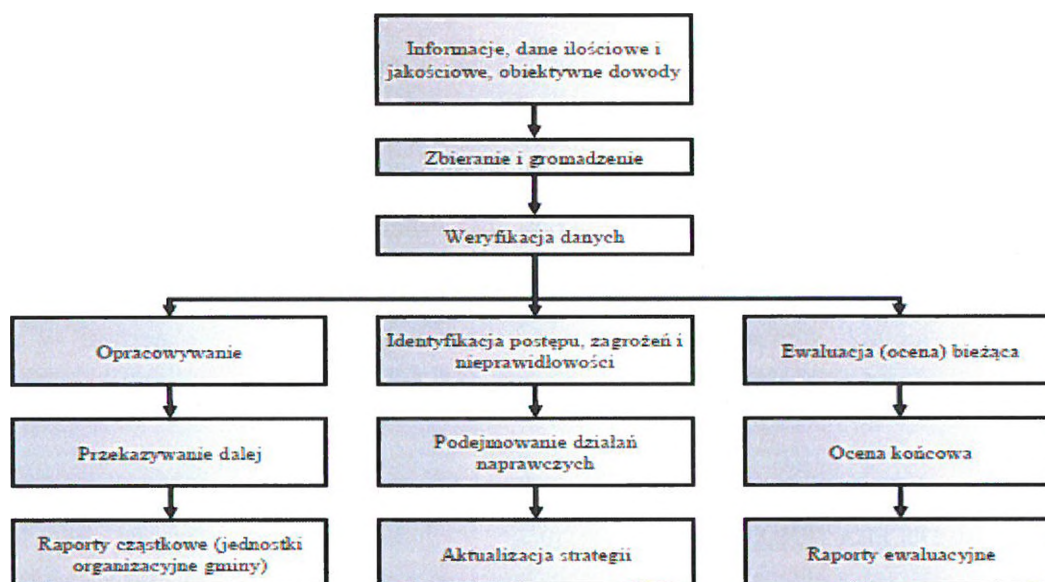 Informacje, dane ilościowe i
jakościowe, obiektywne dowody
Zbieranie i gromadzenie
Weryfikacja danych
Opracowywanie
Identyfikacja postępu, zagrożeń i
nieprawidłowości
Ewaluacja (ocena) bieżąca
Przekazywanie dalej
Podejmowanie działań
naprawczych
Ocena końcowa
Raporty cząstkowe (jednostki
organizacyjne gminy)
Aktualizacja strategii
Raporty ewaluacyjne